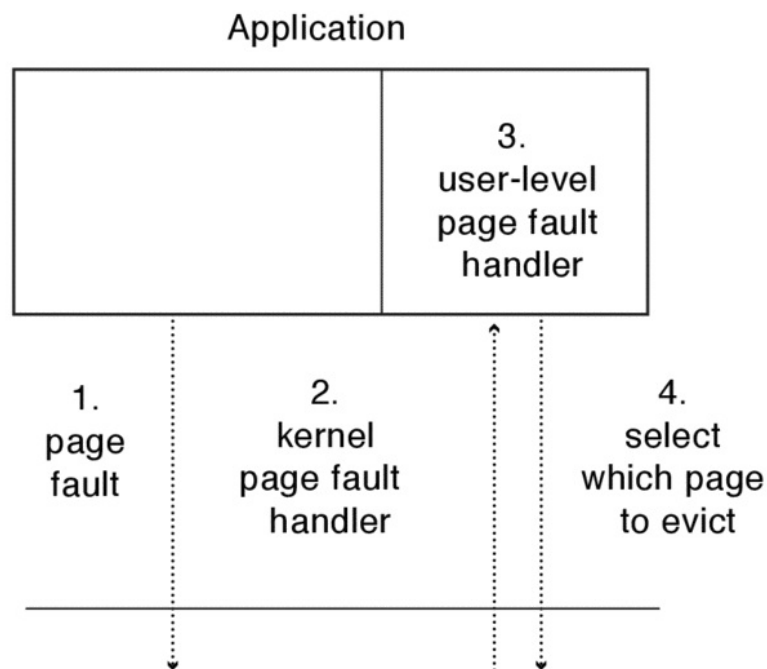 Application
3.
user-level
page fault
handler
1.
page
fault
2.
kernel
page fault
handler
4.
select
which page
to evict